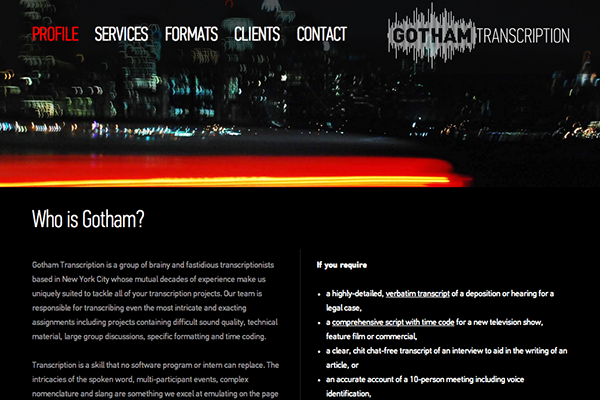 PROFILE SERVICES FORMATS CLIENTS CONTACT
GOTHAM TRANSCRIPTION
Who is Gotham?
Gotham Transcription is a group of brainy and fastidious transcriptionists
based in New York City whose mutual decades of experience make us
uniquely suited to tackle all of your transcription projects. Our team is
responsible for transcribing even the most intricate and exacting
assignments including projects containing difficult sound quality, technical
material, large group discussions, specific formatting and time coding.
Transcription is a skill that no software program or intern can replace. The
intricacies of the spoken word, multi-participant events, complex
nomenclature and slang are something we excel at emulating on the page
If you require
• a highly-detailed, verbatim transcript of a deposition or hearing for a
legal case,
• a comprehensive script with time code for a new television show,
feature film or commercial,
• a clear, chit chat-free transcript of an interview to aid in the writing of an
article, or
• an accurate account of a 10-person meeting including voice
identification,